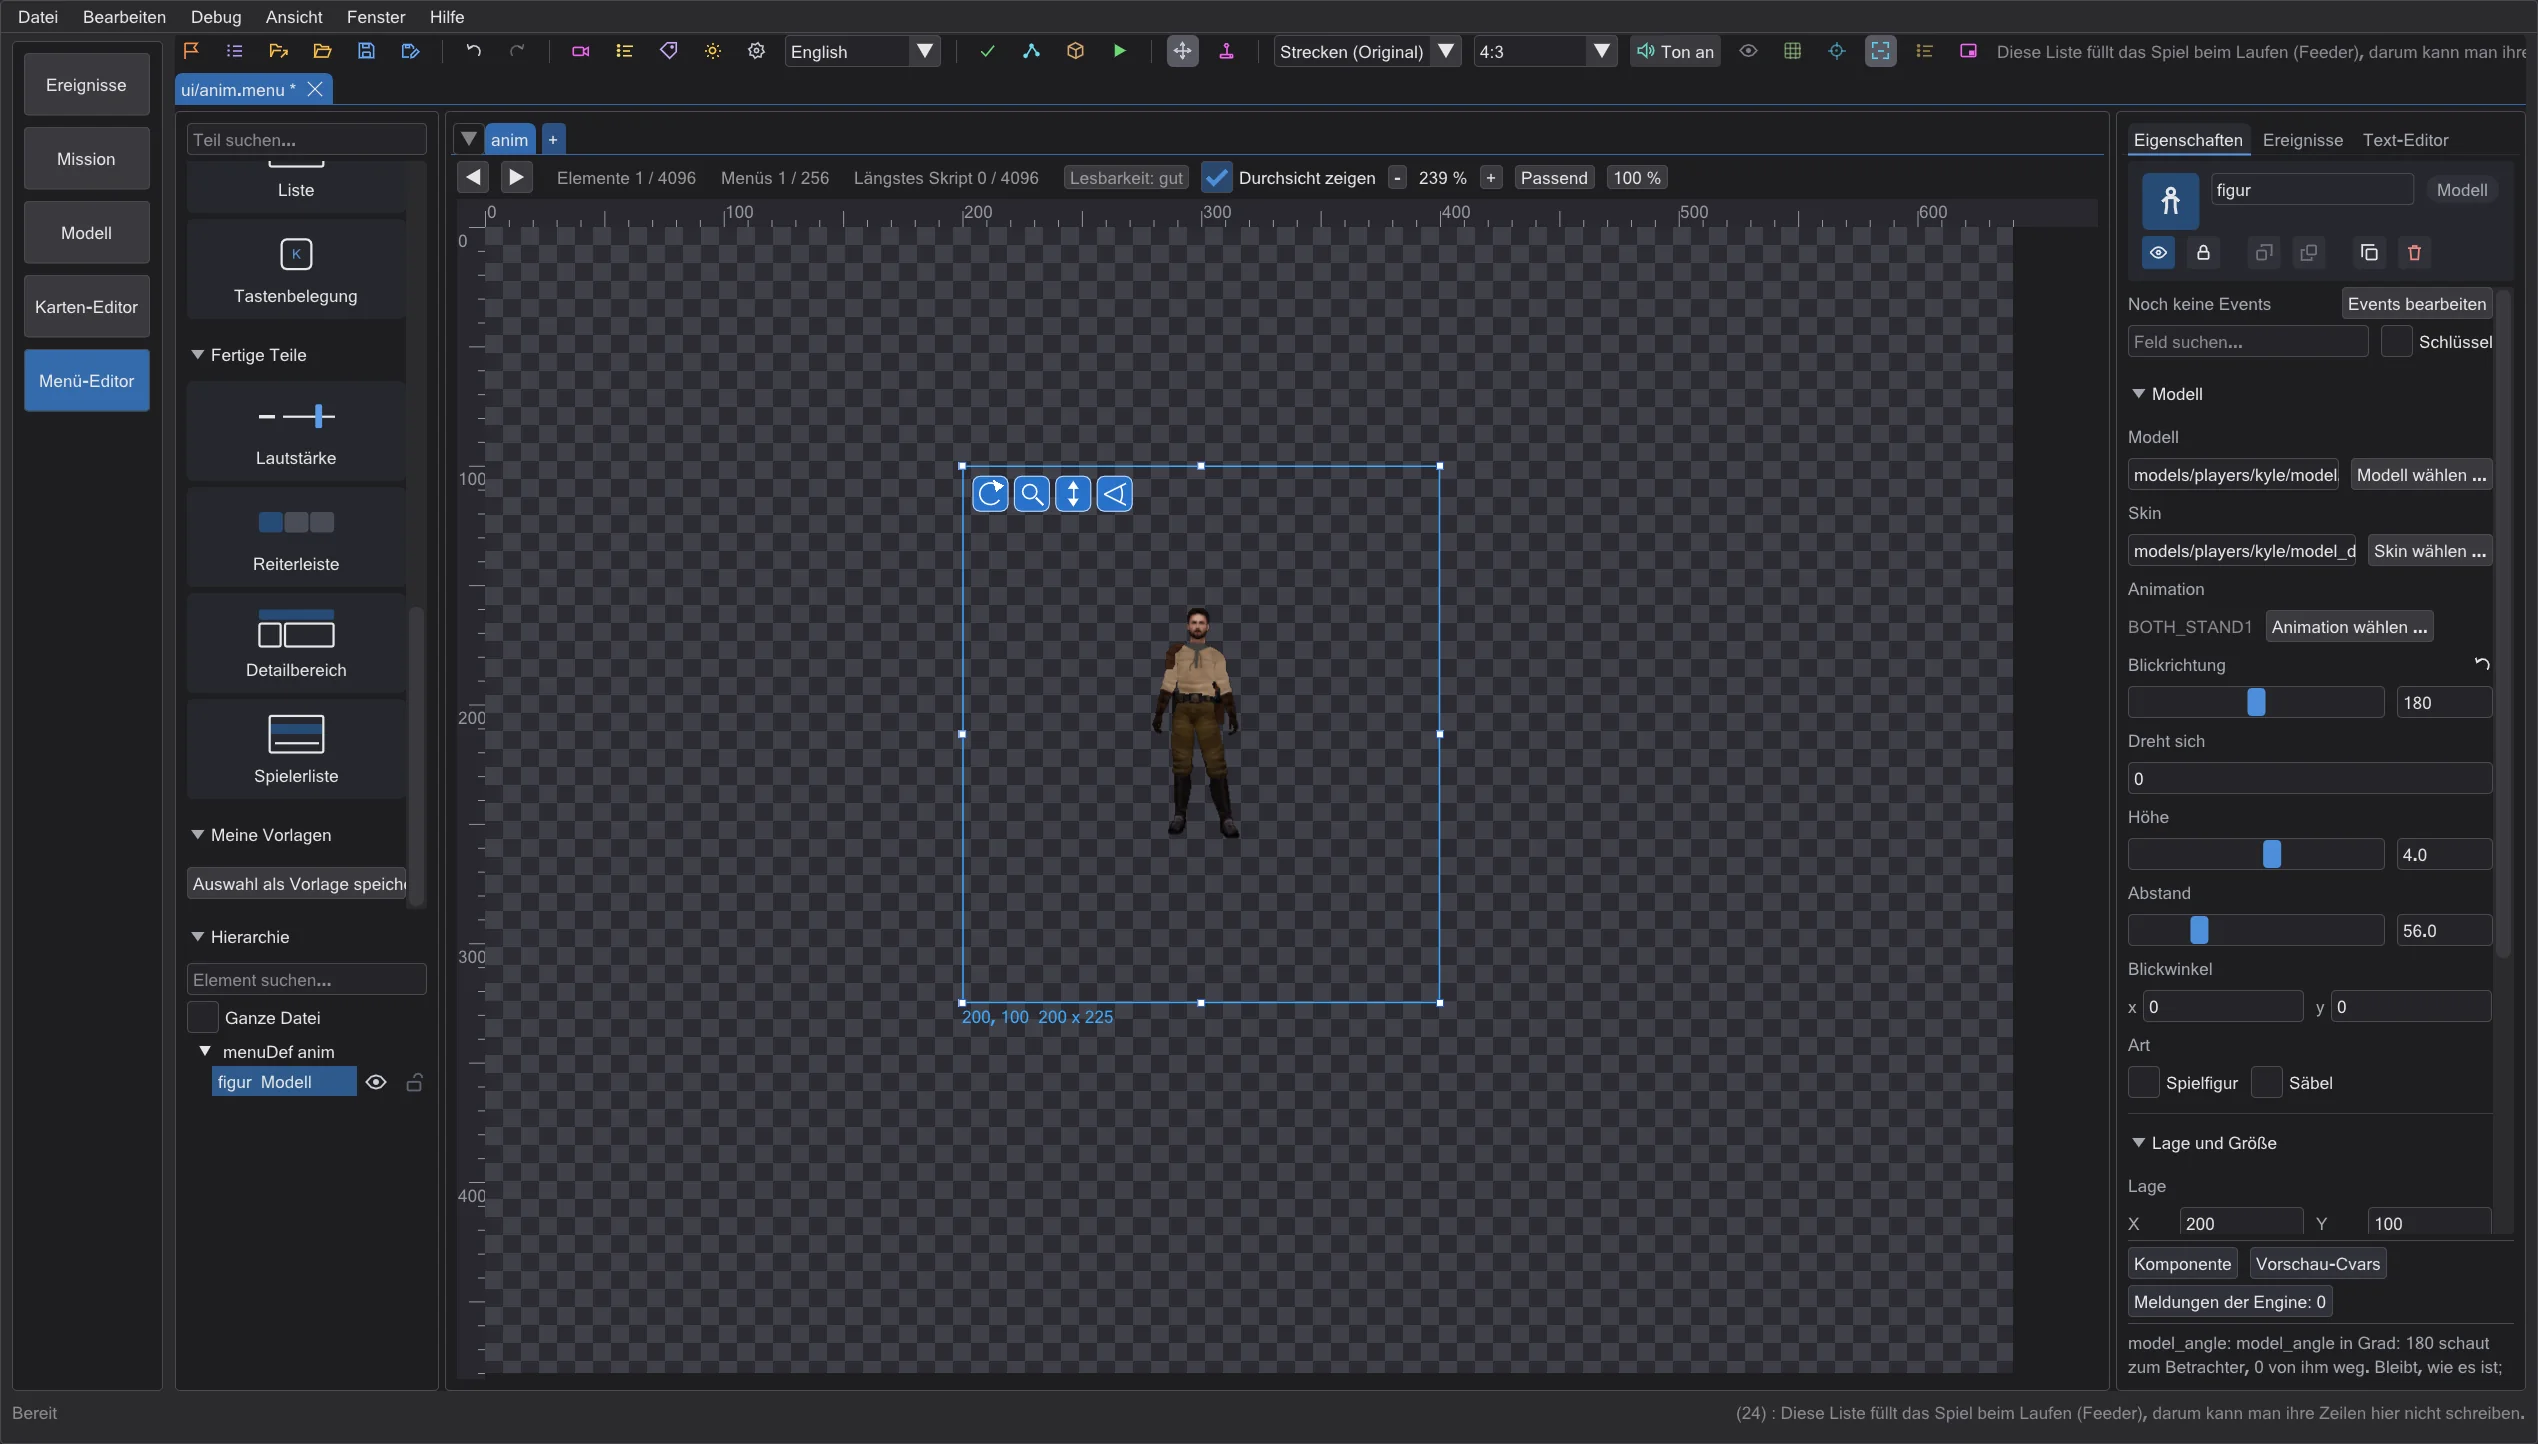 Datei Bearbeiten Debug Ansicht Fenster Hilfe
English
Strecken (Original)
4:3
Ton an
Diese Liste füllt das Spiel beim Laufen (Feeder), darum kann man ihre
Ereignisse
Mission
Modell
Karten-Editor
Menü-Editor
ui/anim.menu *
Teil suchen...
Liste
K
Tastenbelegung
Fertige Teile
Lautstärke
Reiterleiste
Detailbereich
Spielerliste
Meine Vorlagen
Auswahl als Vorlage speiche
Hierarchie
Element suchen...
Ganze Datei
menuDef anim
figur Modell
anim +
Elemente 1 / 4096 Menüs 1 / 256 Längstes Skript 0 / 4096 Lesbarkeit: gut Durchsicht zeigen - 239 % + Passend 100 %
0 100 200 300 400 500 600
0
100
200
300
400
200, 100 200 x 225
Eigenschaften Ereignisse Text-Editor
figur Modell
Noch keine Events Events bearbeiten
Feld suchen... Schlüssel
Modell
Modell
models/players/kyle/model. Modell wählen ...
Skin
models/players/kyle/model_d Skin wählen ...
Animation
BOTH_STAND1 Animation wählen ...
Blickrichtung
180
Dreht sich
0
Höhe
4.0
Abstand
56.0
Blickwinkel
x 0 y 0
Art
Spielfigur Säbel
Lage und Größe
Lage
X 200 Y 100
Komponente Vorschau-Cvars
Meldungen der Engine: 0
model_angle: model_angle in Grad: 180 schaut
zum Betrachter, 0 von ihm weg. Bleibt, wie es ist;
Bereit
(24) : Diese Liste füllt das Spiel beim Laufen (Feeder), darum kann man ihre Zeilen hier nicht schreiben.